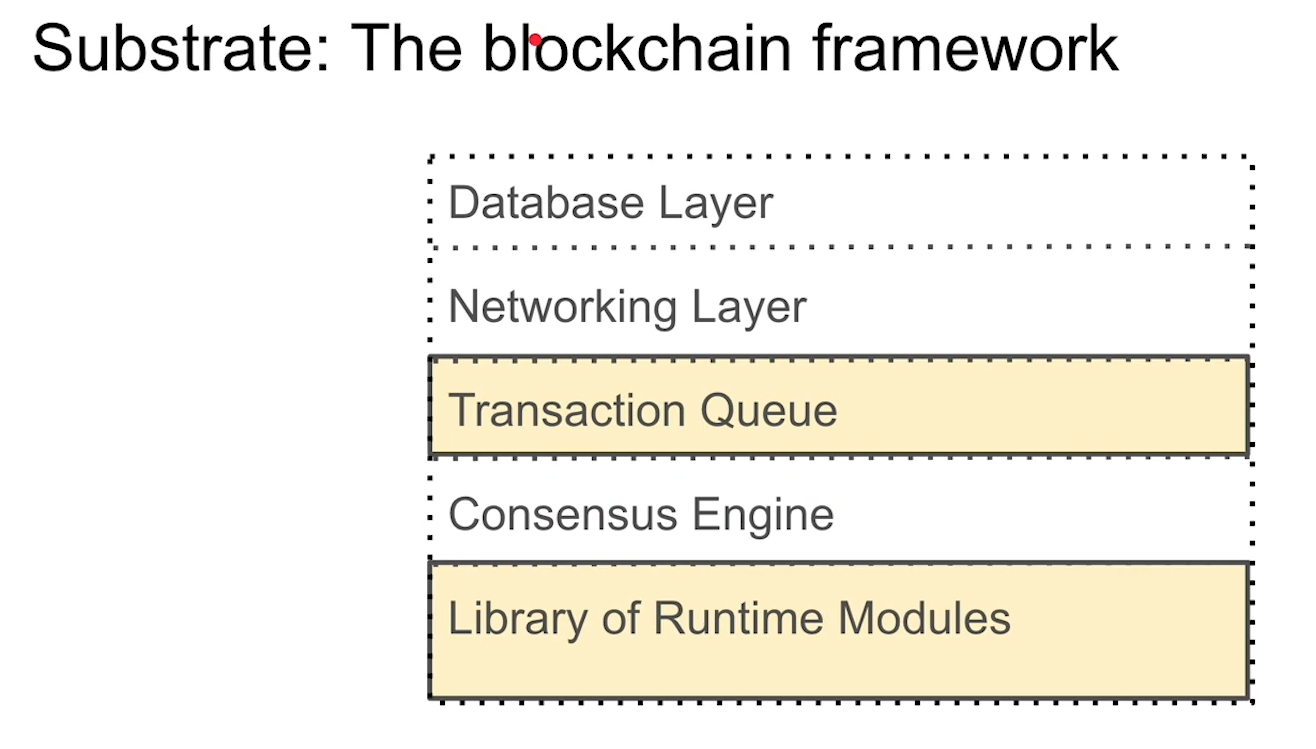 Substrate: The blockchain framework
Database Layer
Networking Layer
Transaction Queue
Consensus Engine
Library of Runtime Modules